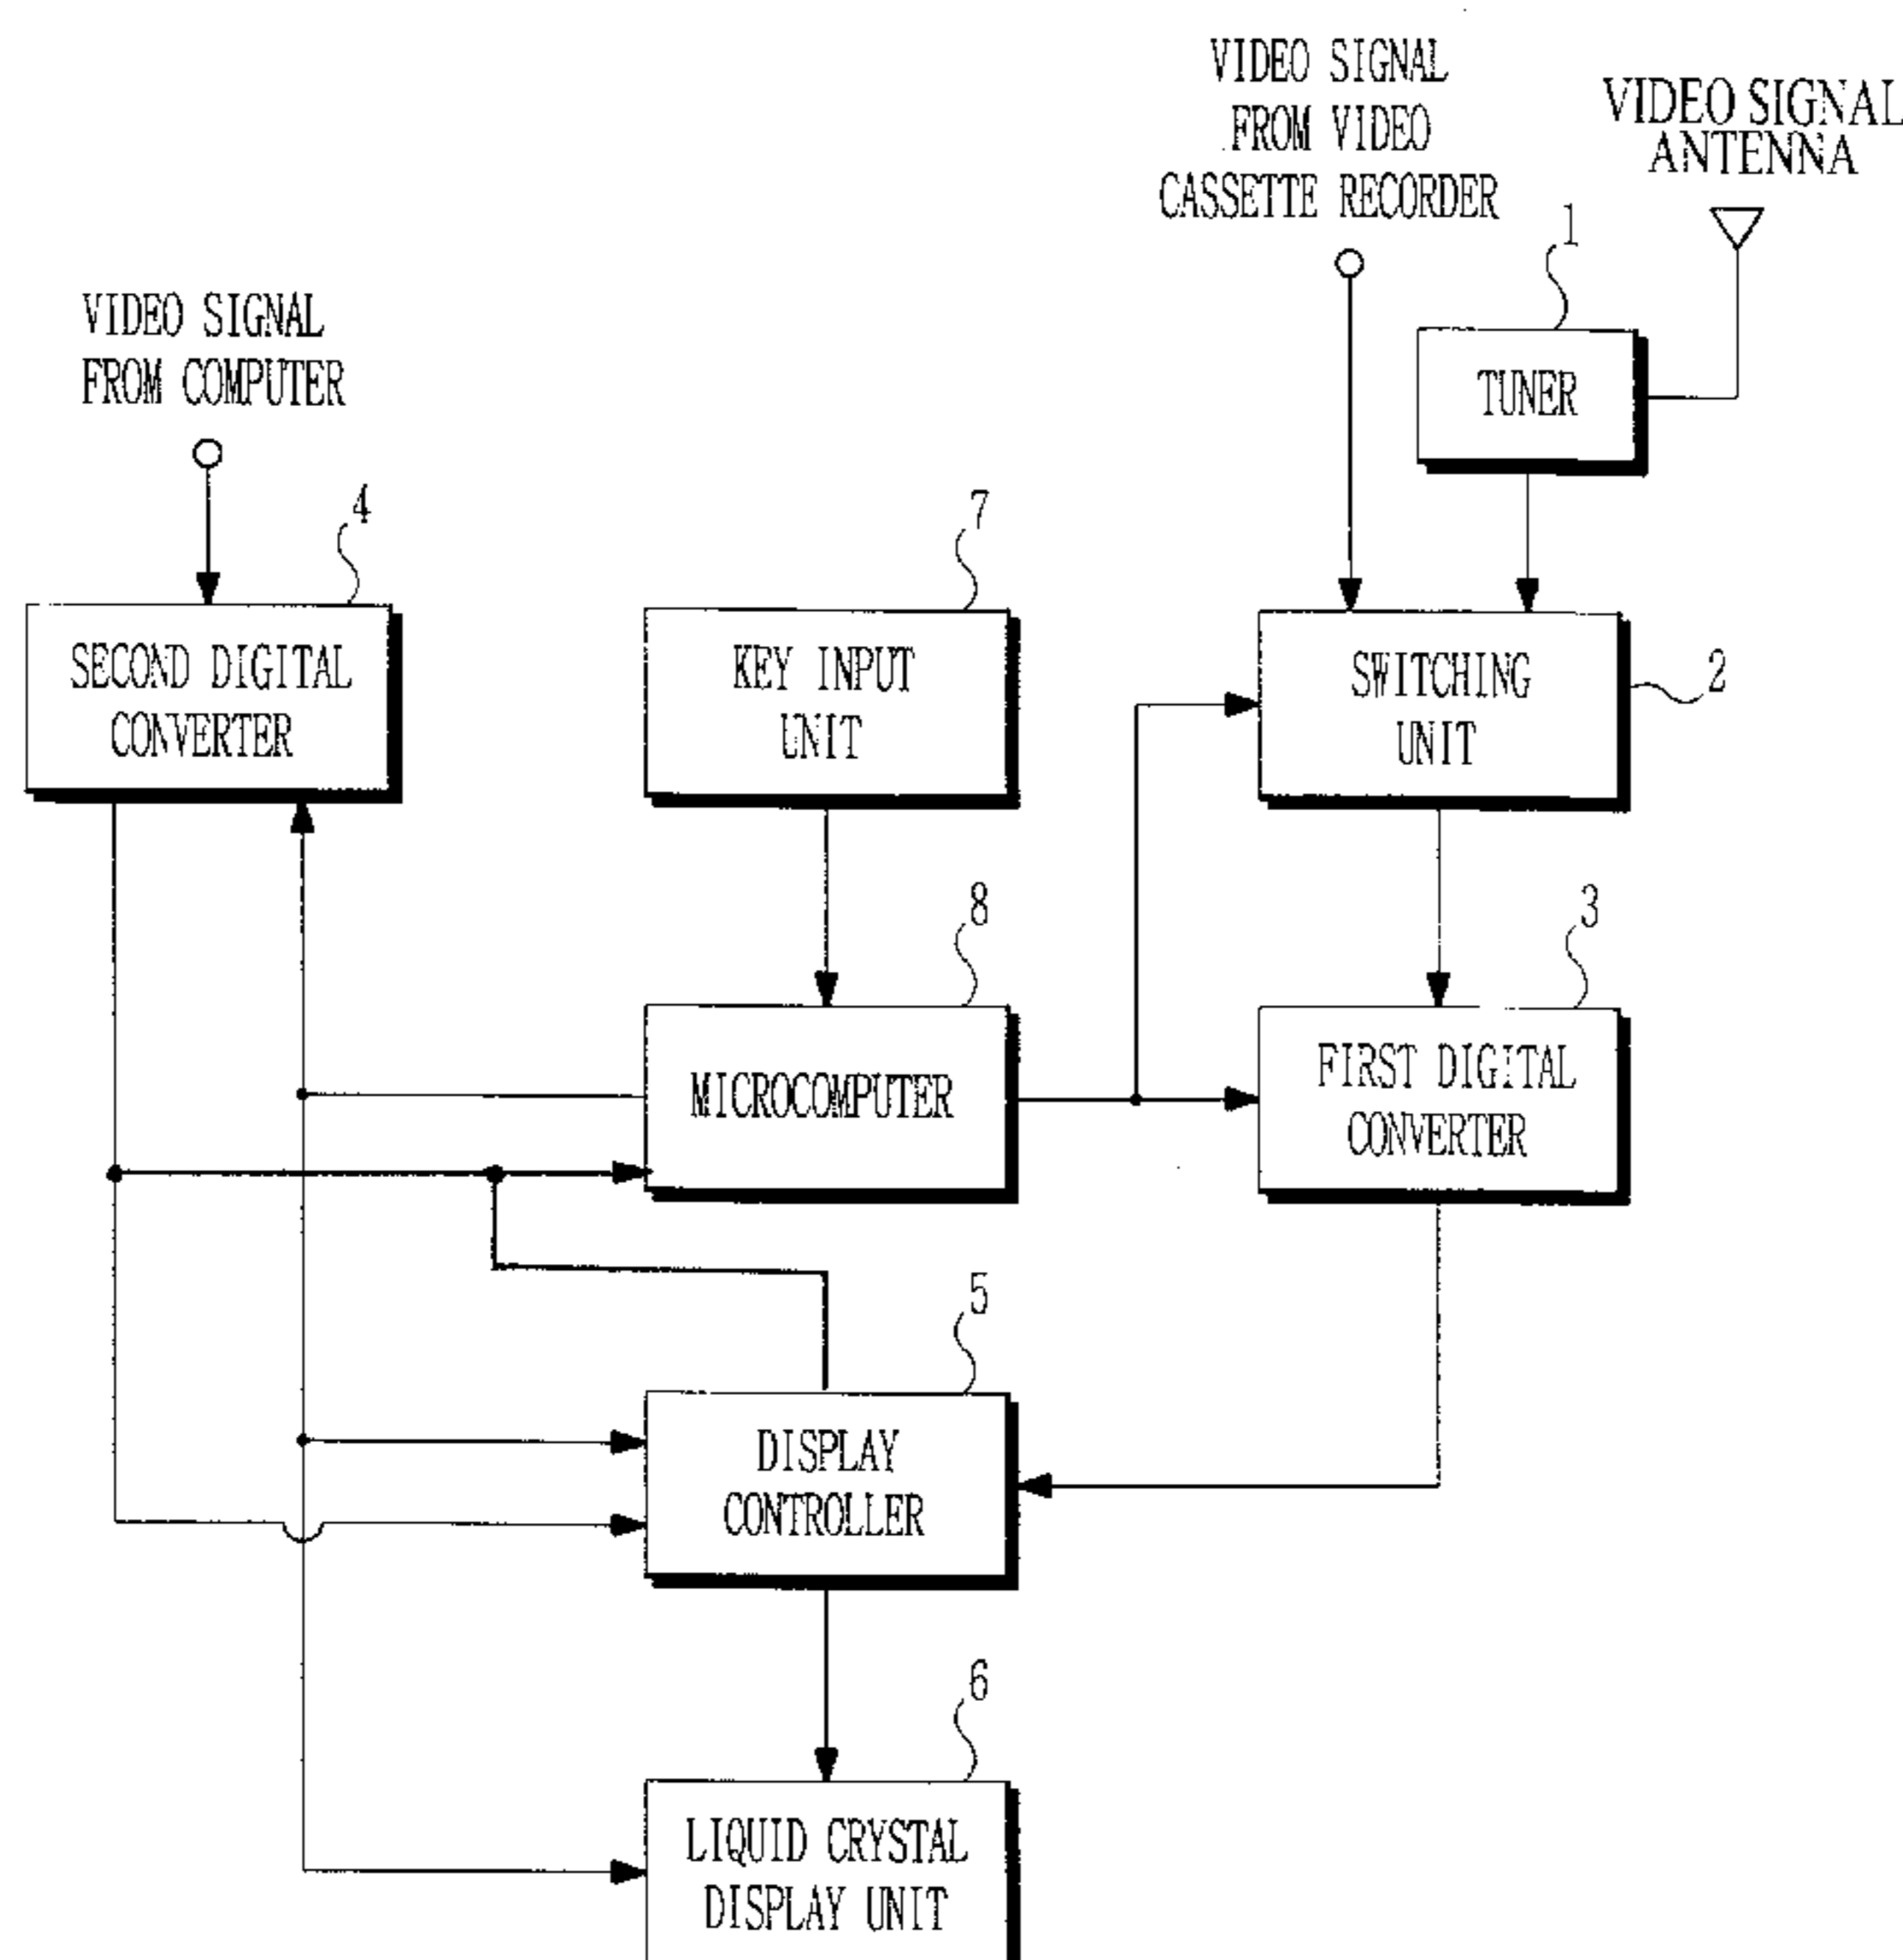 VIDEO SIGNAL
FROM VIDEO
CASSETTE RECORDER
VIDEO SIGNAL
ANTENNA
1
TUNER
VIDEO SIGNAL
FROM COMPUTER
4
SECOND DIGITAL
CONVERTER
7
KEY INPUT
UNIT
SWITCHING
UNIT
2
8
MICROCOMPUTER
3
FIRST DIGITAL
CONVERTER
5
DISPLAY
CONTROLLER
6
LIQUID CRYSTAL
DISPLAY UNIT